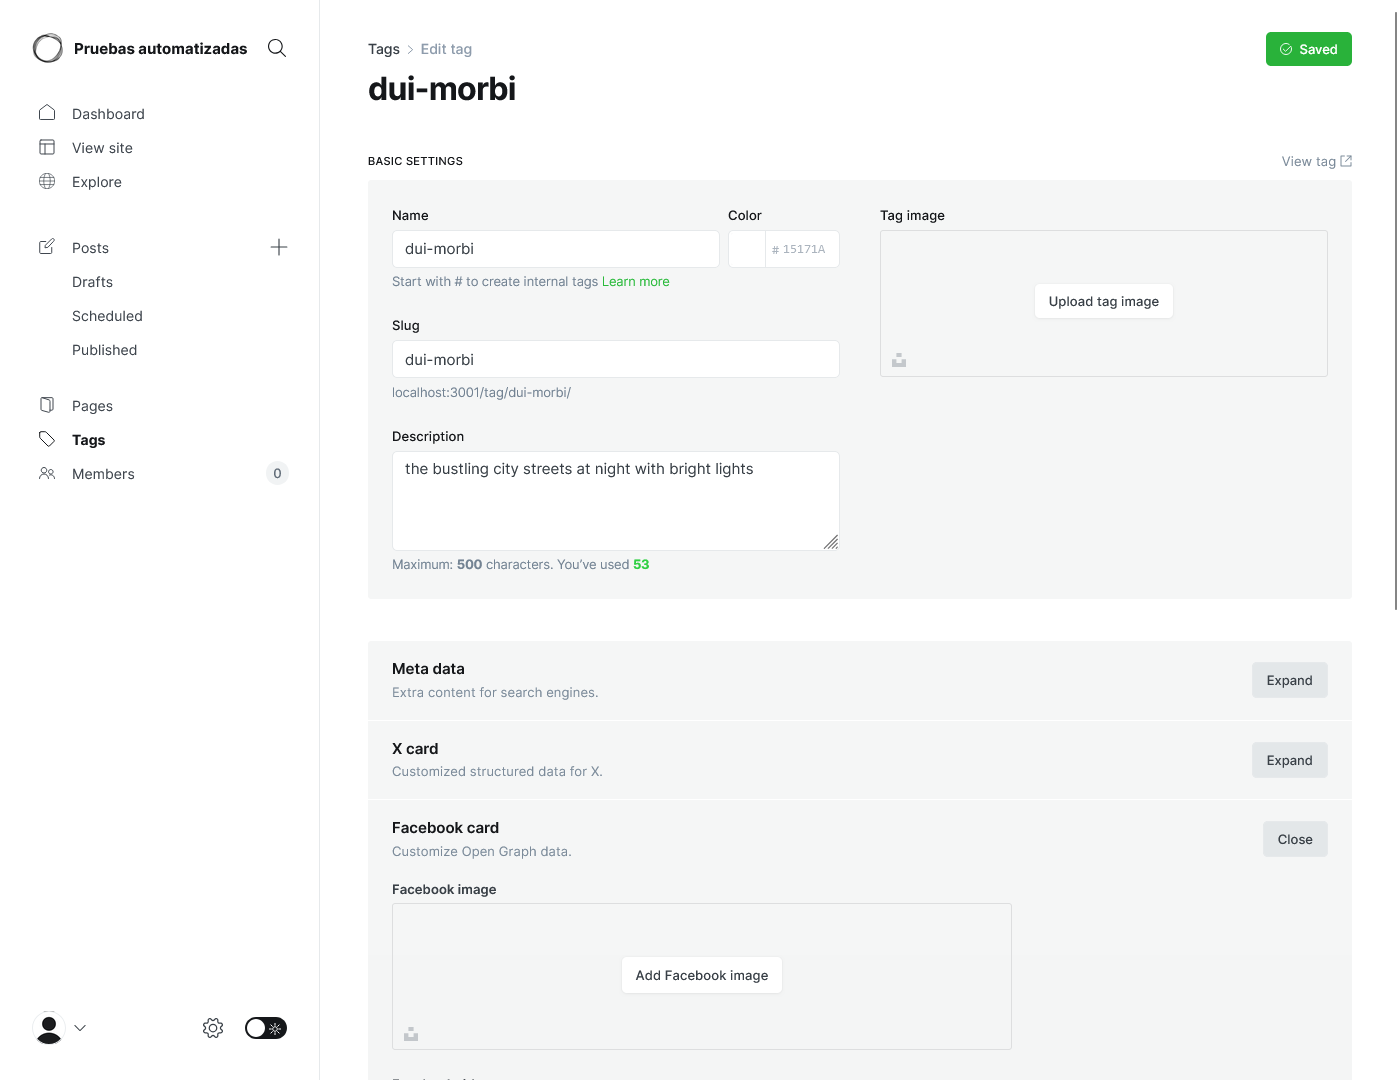 Pruebas automatizadas
Dashboard
View site
Explore
Posts
Drafts
Scheduled
Published
Pages
Tags
Members 0
Tags > Edit tag
Saved
dui-morbi
BASIC SETTINGS
View tag
Name
dui-morbi
Start with # to create internal tags Learn more
Color
# 15171A
Slug
dui-morbi
localhost:3001/tag/dui-morbi/
Description
the bustling city streets at night with bright lights
Maximum: 500 characters. You’ve used 53
Tag image
Upload tag image
Meta data
Extra content for search engines.
Expand
X card
Customized structured data for X.
Expand
Facebook card
Customize Open Graph data.
Close
Facebook image
Add Facebook image